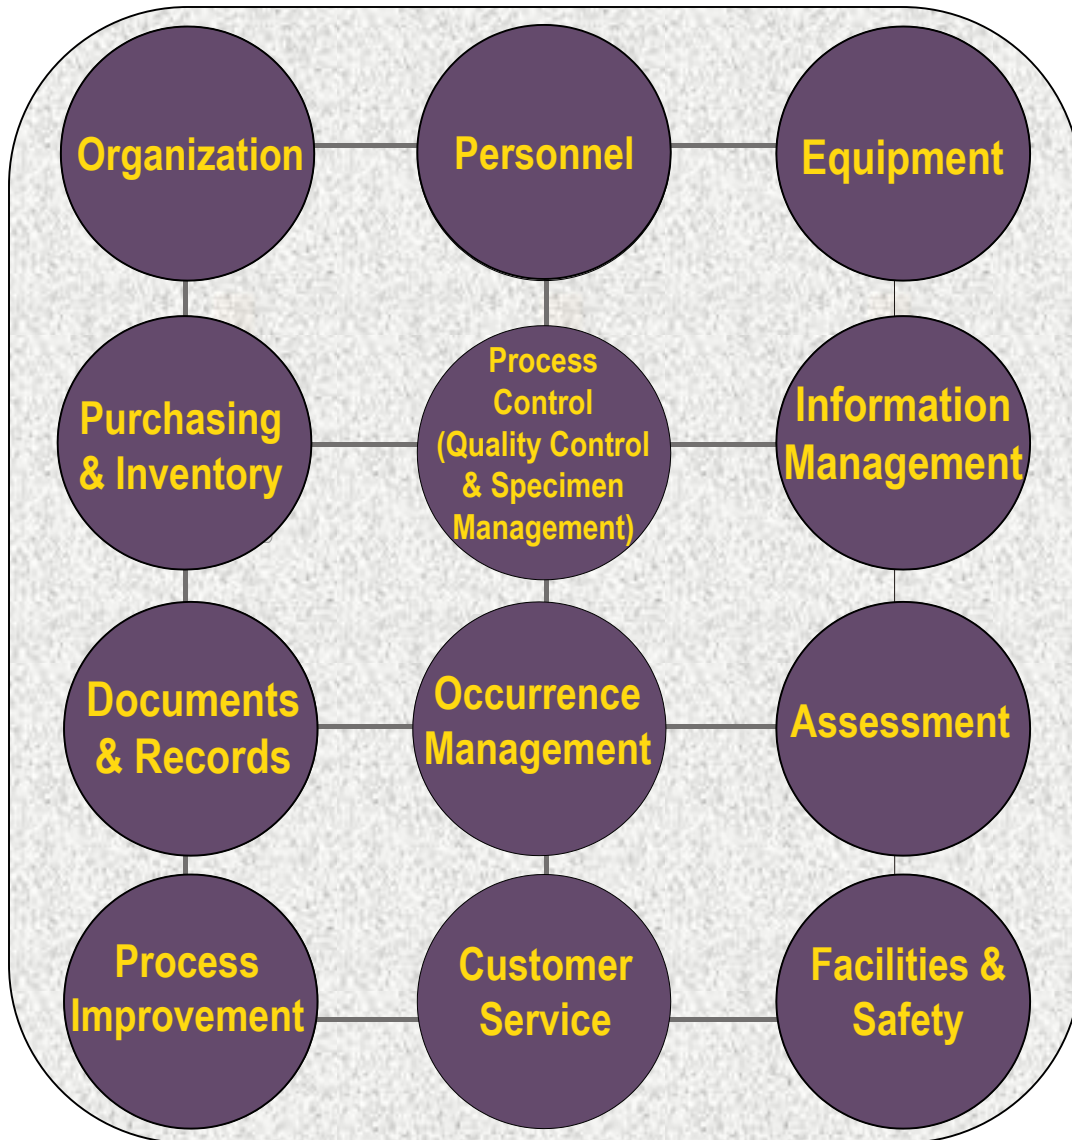 Organization
Personnel
Equipment
Purchasing
& Inventory
Process
Control
(Quality Control
& Specimen
Management)
Information
Management
Documents
& Records
Occurrence
Management
Assessment
Process
Improvement
Customer
Service
Facilities &
Safety